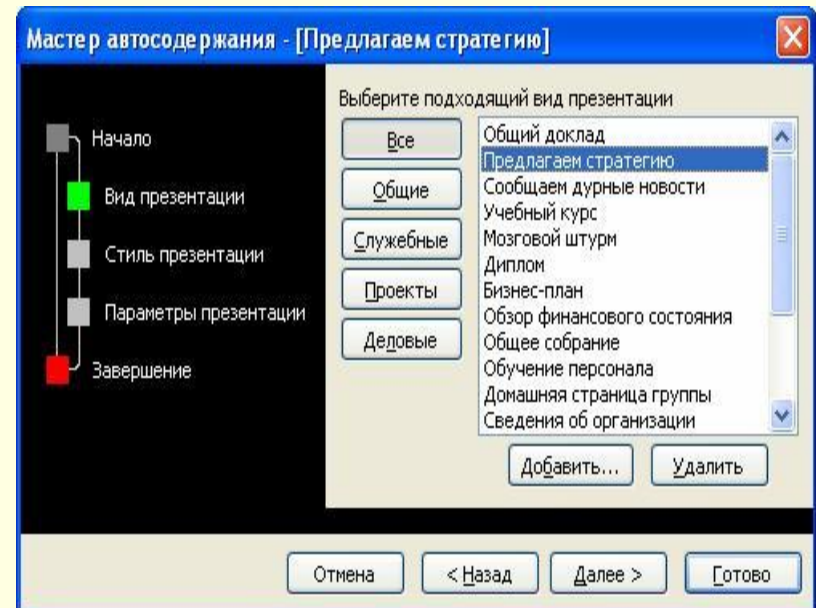 Мастер автосодержания - [Предлагаем стратегию]
Начало
Вид презентации
Стиль презентации
Параметры презентации
Завершение
Выберите подходящий вид презентации
Все
Общие
Служебные
Проекты
Деловые
Общий доклад
Предлагаем стратегию
Сообщаем дурные новости
Учебный курс
Мозговой штурм
Диплом
Бизнес-план
Обзор финансового состояния
Общее собрание
Обучение персонала
Домашняя страница группы
Сведения об организации
Добавить...
Удалить
Отмена
< Назад
Далее >
Готово